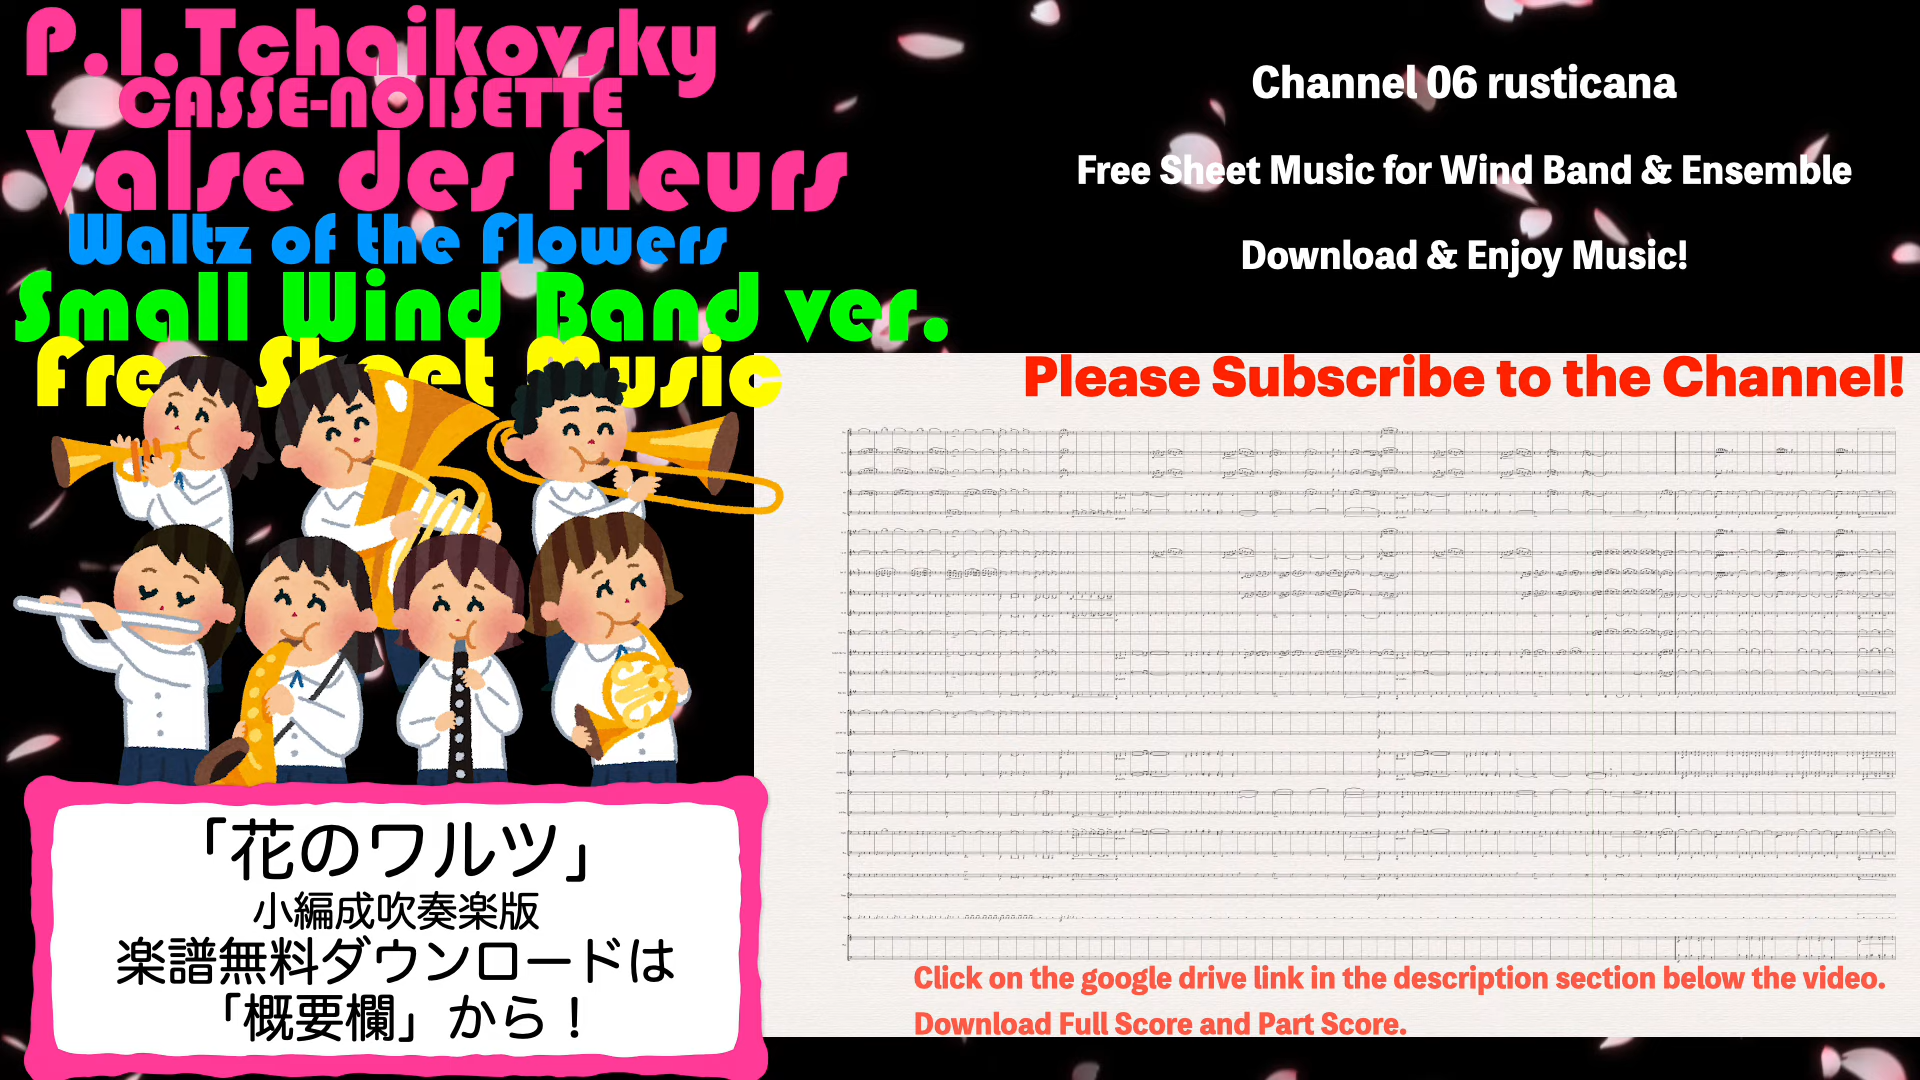 P.I.Tchaikovsky
CASSE-NOISETTE
Valse des Fleurs
Waltz of the Flowers
Small Wind Band ver.
Free Sheet Music
Channel 06 rusticana
Free Sheet Music for Wind Band & Ensemble
Download & Enjoy Music!
Please Subscribe to the Channel!
「花のワルツ」
小編成吹奏楽版
楽譜無料ダウンロードは
「概要欄」から！
Click on the google drive link in the description section below the video.
Download Full Score and Part Score.